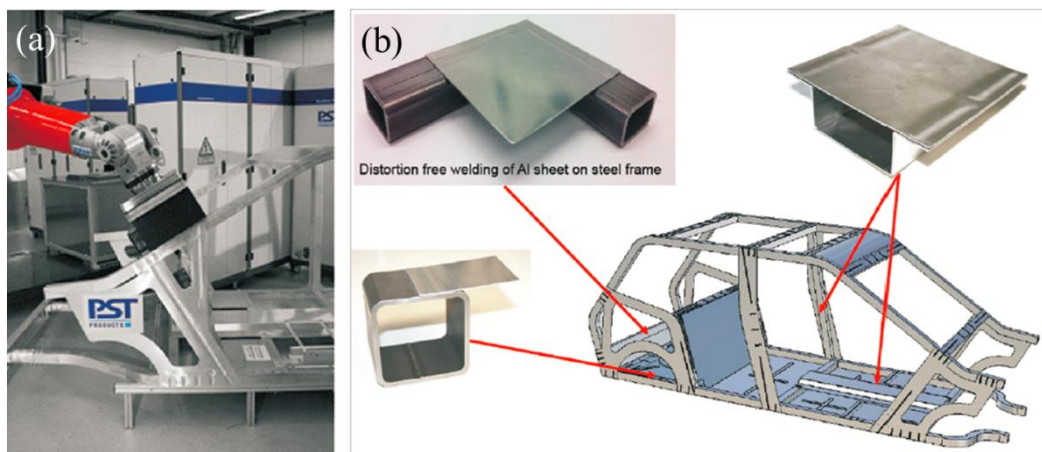 (a)
PST
PST
PRODUCTS
(b)
Distortion free welding of Al sheet on steel frame